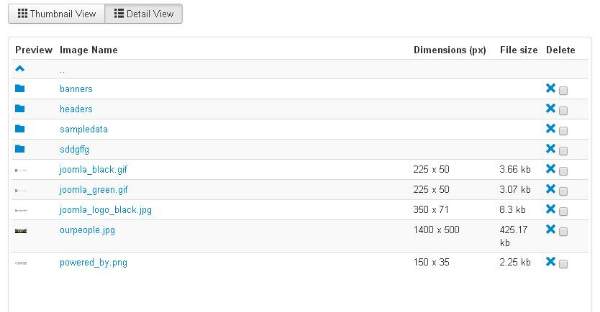 Thumbnail View Detail View
Preview Image Name Dimensions (px) File size Delete
..
banners
headers
sampledata
sddgffg
joomla_black.gif 225 x 50 3.66 kb
joomla_green.gif 225 x 50 3.07 kb
joomla_logo_black.jpg 350 x 71 6.3 kb
ourpeople.jpg 1400 x 500 425.17
kb
powered_by.png 150 x 35 2.25 kb